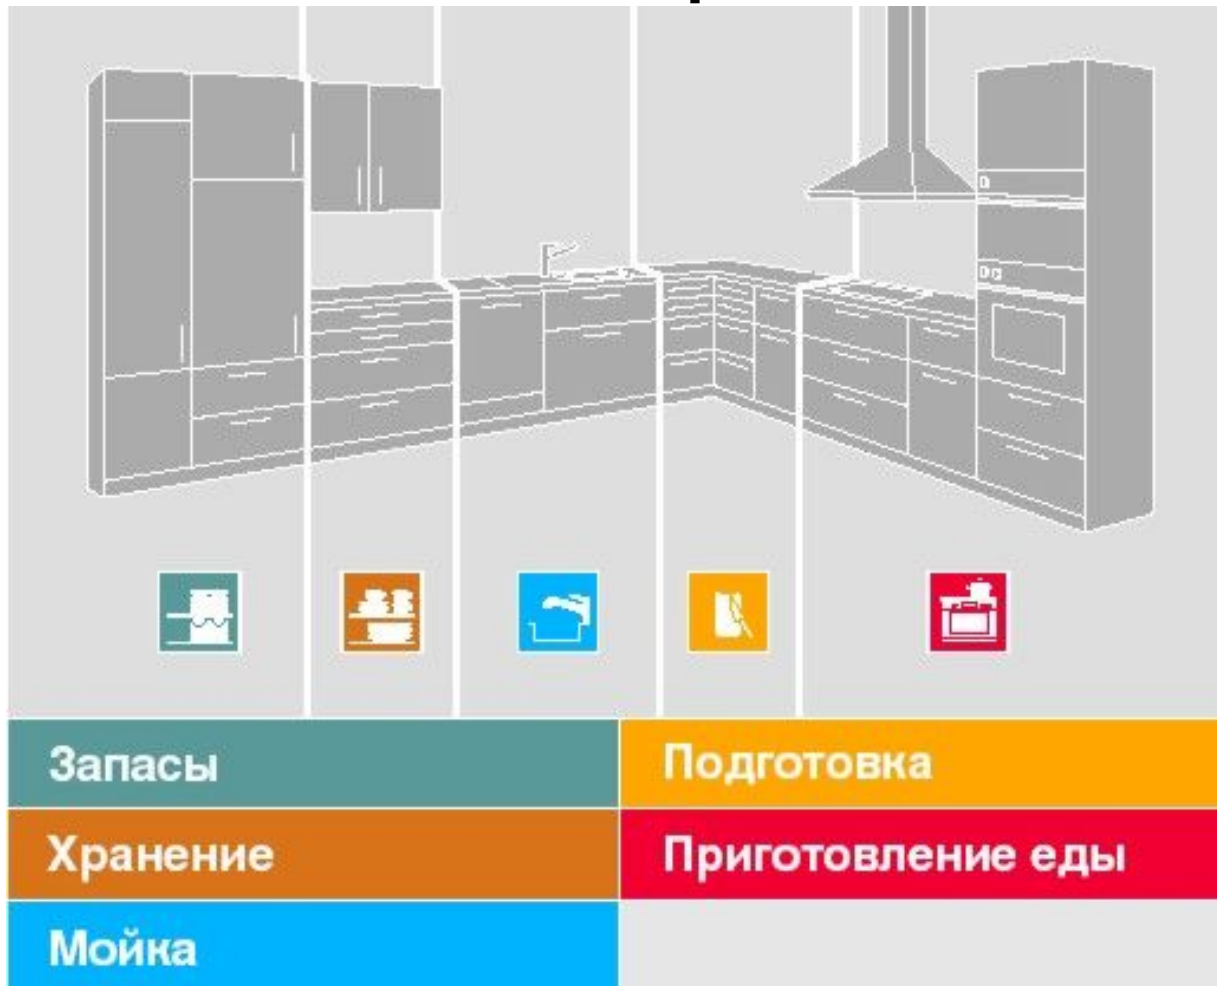 Запасы
Хранение
Мойка
Подготовка
Приготовление еды